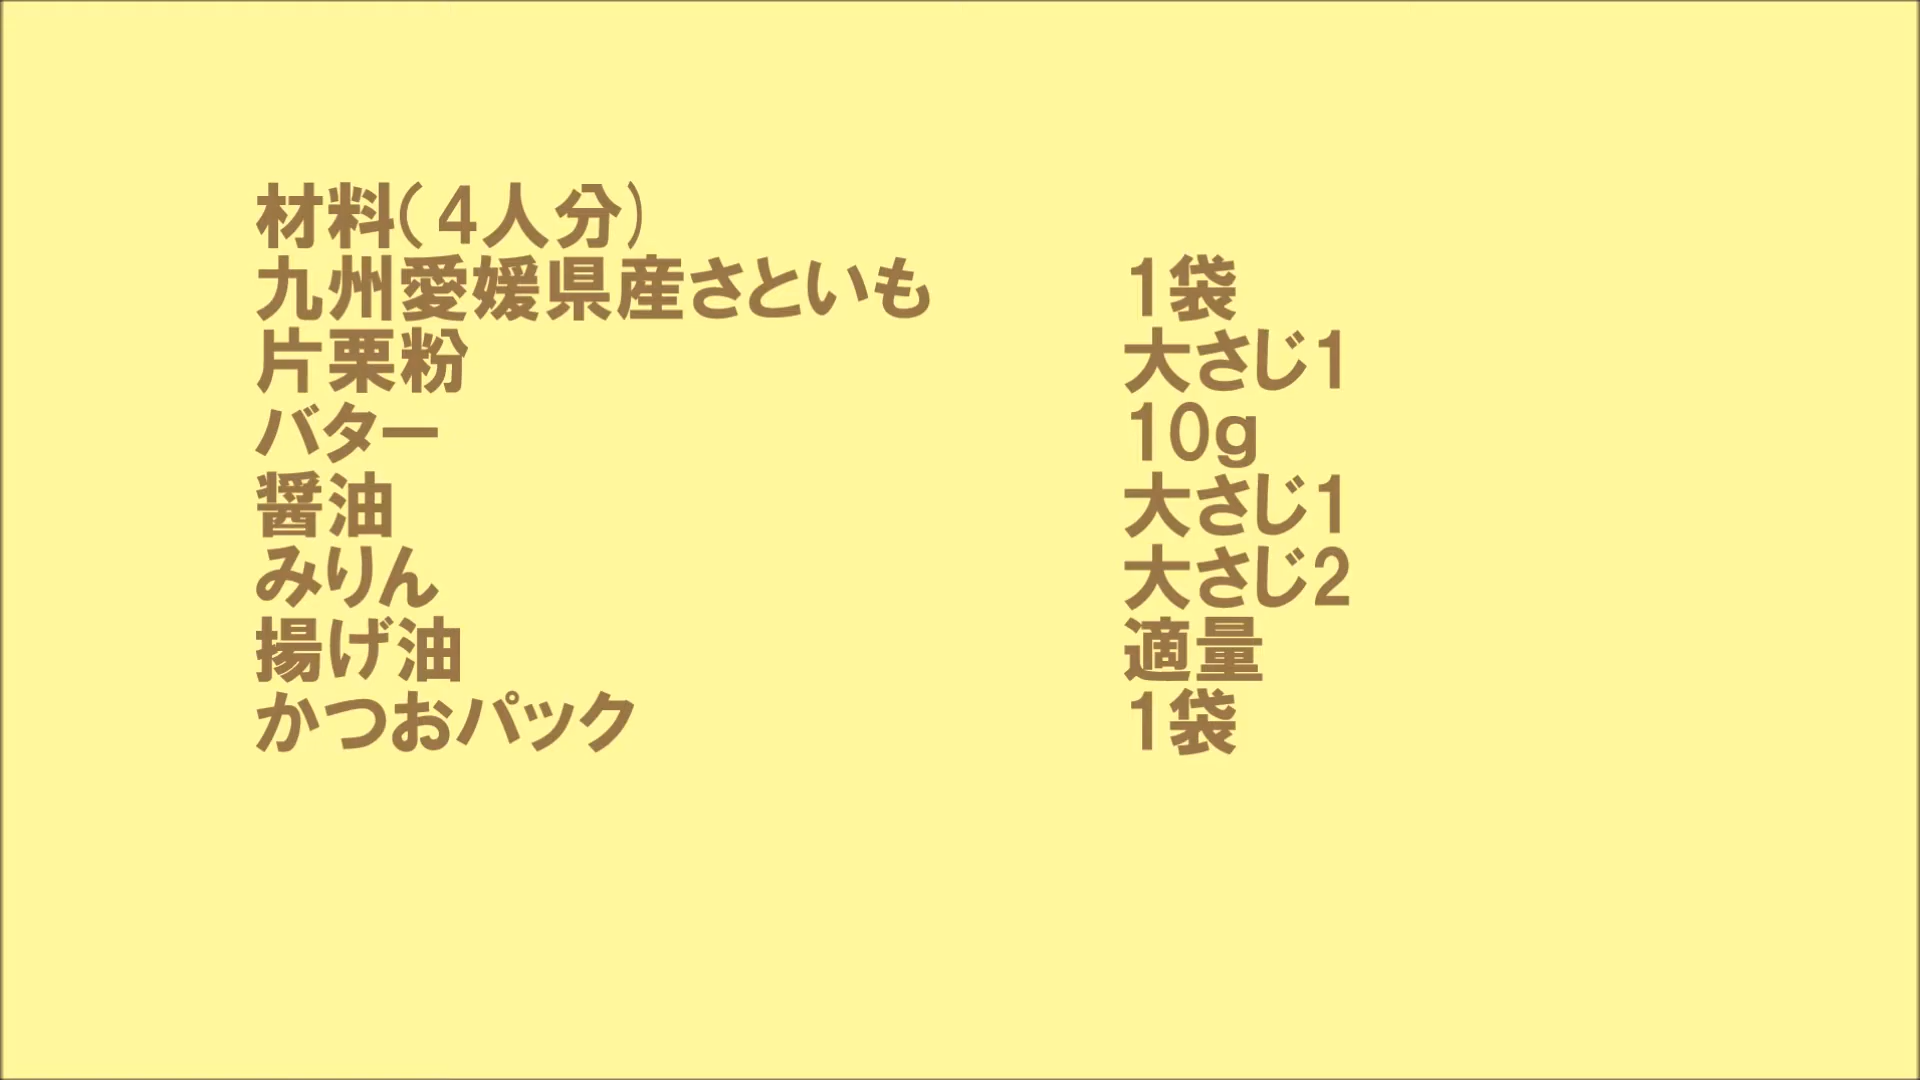 材料(4人分)
九州愛媛県産さといも 1袋
片栗粉 大さじ1
バター 10g
醤油 大さじ1
みりん 大さじ2
揚げ油 適量
かつおパック 1袋